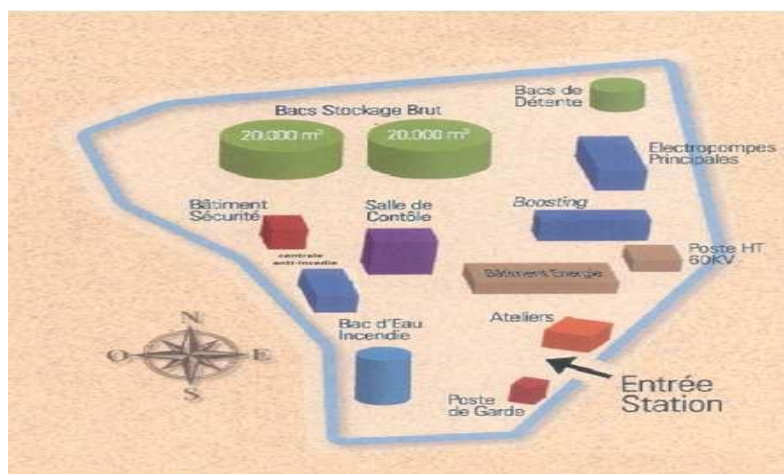 Bacs de
Détente
Bacs Stockage Brut
20.000 m³
20.000 m³
Electropompes
Principales
Bâtiment
Sécurité
Salle de
Contôle
Boosting
centrale
anti-incedie
Poste HT
60KV
Bâtiment Energie
Bac d'Eau
Incendie
Ateliers
N
O
E
S
Entrée
Station
Poste
de Garde